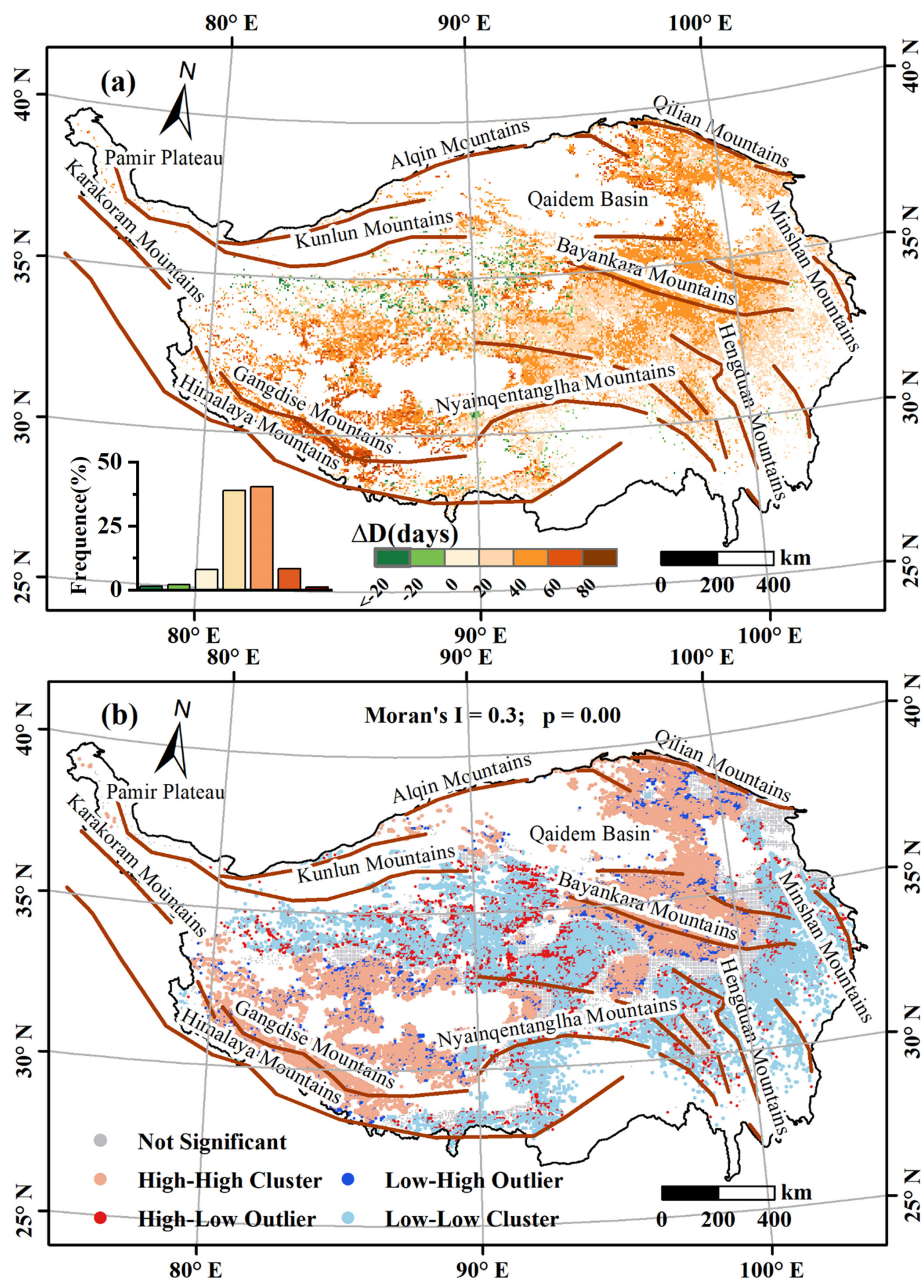 80° E
90° E
100° E
(a)
N
40° N
40° N
Pamir Plateau
Alqin Mountains
Qilian Mountains
Karakoram Mountains
Qaidem Basin
Minshan Mountains
Kunlun Mountains
35° N
35° N
Bayankara Mountains
Hengduan Mountains
Gangdise Mountains
Himalaya Mountains
Nyainqentanglha Mountains
30° N
30° N
Frequence(%)
50
25
0
ΔD(days)
<-20
-20
0
20
40
60
80
km
0 200 400
25° N
25° N
80° E
90° E
100° E
80° E
90° E
100° E
(b)
N
Moran's I = 0.3; p = 0.00
40° N
40° N
Pamir Plateau
Alqin Mountains
Qilian Mountains
Karakoram Mountains
Qaidem Basin
Minshan Mountains
Kunlun Mountains
35° N
35° N
Bayankara Mountains
Hengduan Mountains
Gangdise Mountains
Himalaya Mountains
Nyainqentanglha Mountains
30° N
30° N
Not Significant
High-High Cluster
Low-High Outlier
High-Low Outlier
Low-Low Cluster
km
0 200 400
25° N
25° N
80° E
90° E
100° E